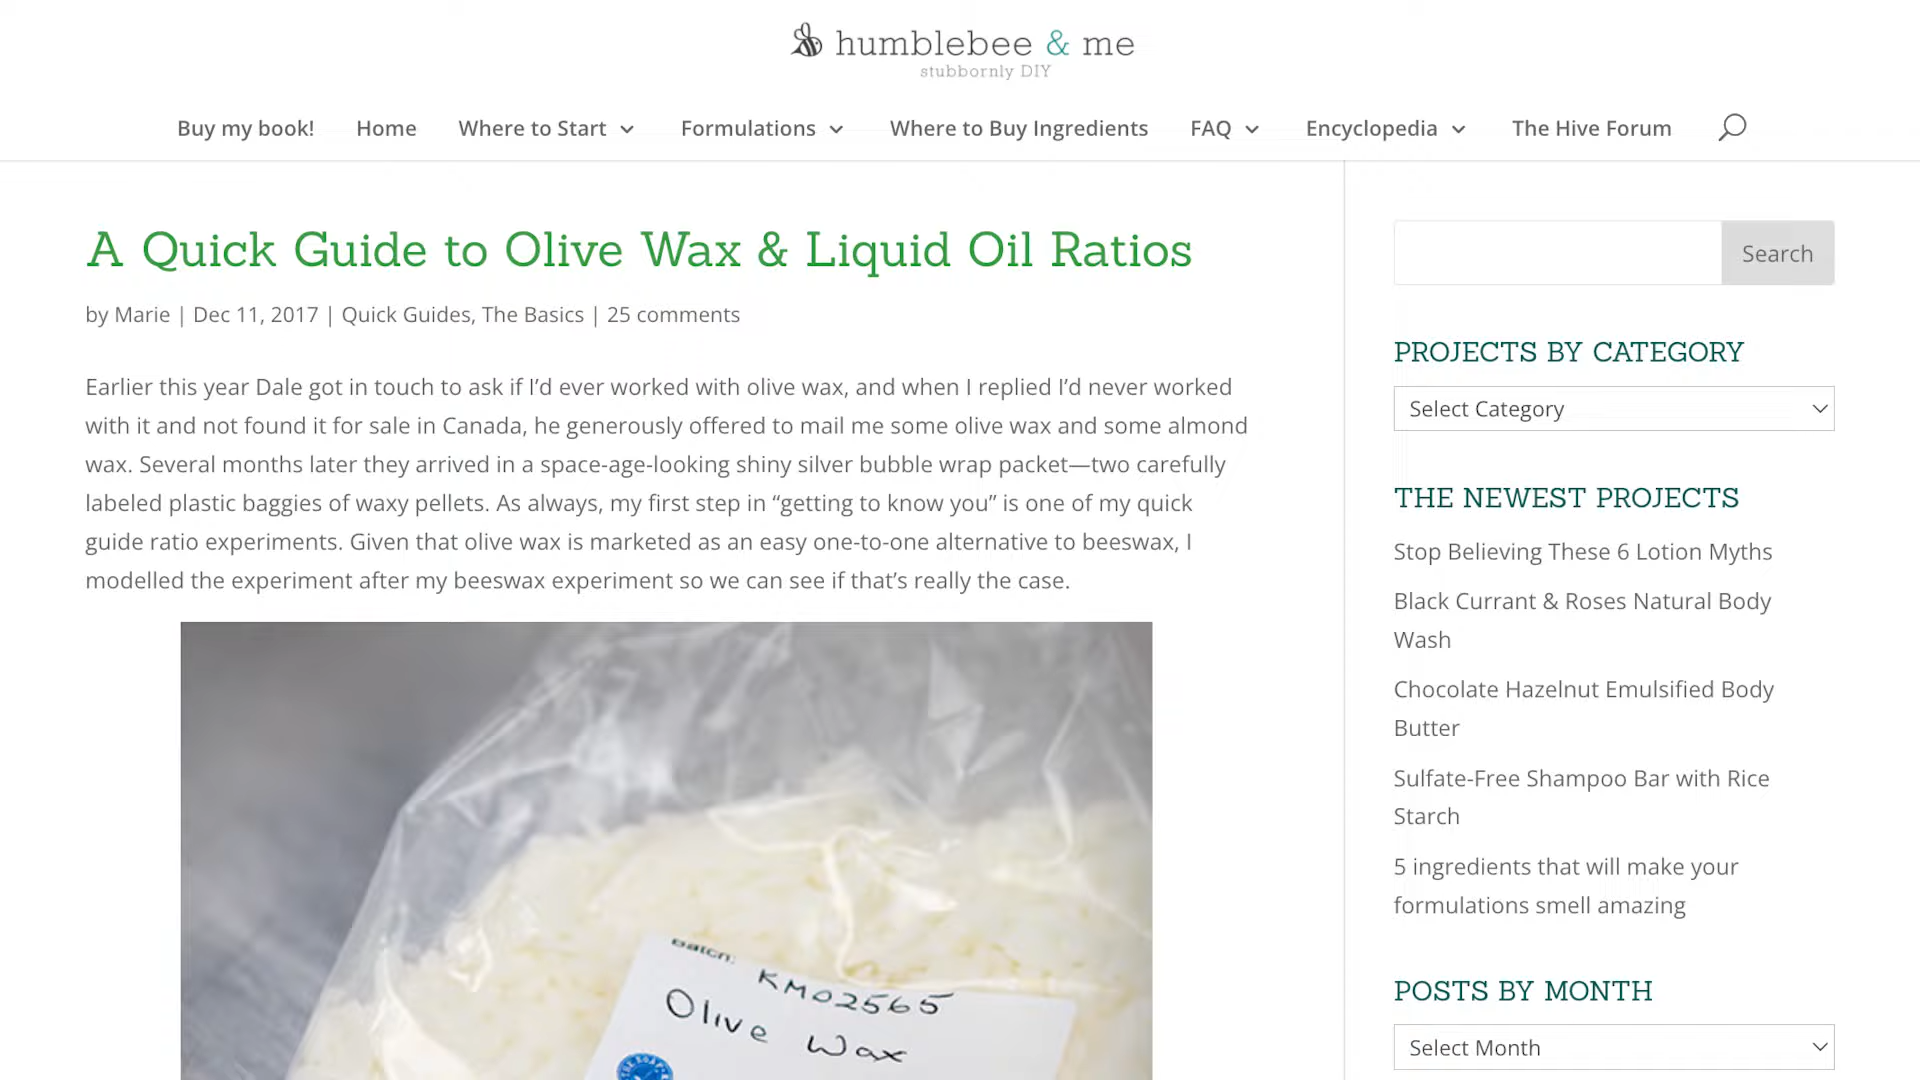 humblebee & me
stubbornly DIY
Buy my book!
Home
Where to Start
Formulations
Where to Buy Ingredients
FAQ
Encyclopedia
The Hive Forum
A Quick Guide to Olive Wax & Liquid Oil Ratios
by Marie | Dec 11, 2017 | Quick Guides, The Basics | 25 comments
Earlier this year Dale got in touch to ask if I’d ever worked with olive wax, and when I replied I’d never worked
with it and not found it for sale in Canada, he generously offered to mail me some olive wax and some almond
wax. Several months later they arrived in a space-age-looking shiny silver bubble wrap packet—two carefully
labeled plastic baggies of waxy pellets. As always, my first step in “getting to know you” is one of my quick
guide ratio experiments. Given that olive wax is marketed as an easy one-to-one alternative to beeswax, I
modelled the experiment after my beeswax experiment so we can see if that’s really the case.
Batch:
KM02565
Olive Wax
Search
PROJECTS BY CATEGORY
Select Category
THE NEWEST PROJECTS
Stop Believing These 6 Lotion Myths
Black Currant & Roses Natural Body
Wash
Chocolate Hazelnut Emulsified Body
Butter
Sulfate-Free Shampoo Bar with Rice
Starch
5 ingredients that will make your
formulations smell amazing
POSTS BY MONTH
Select Month